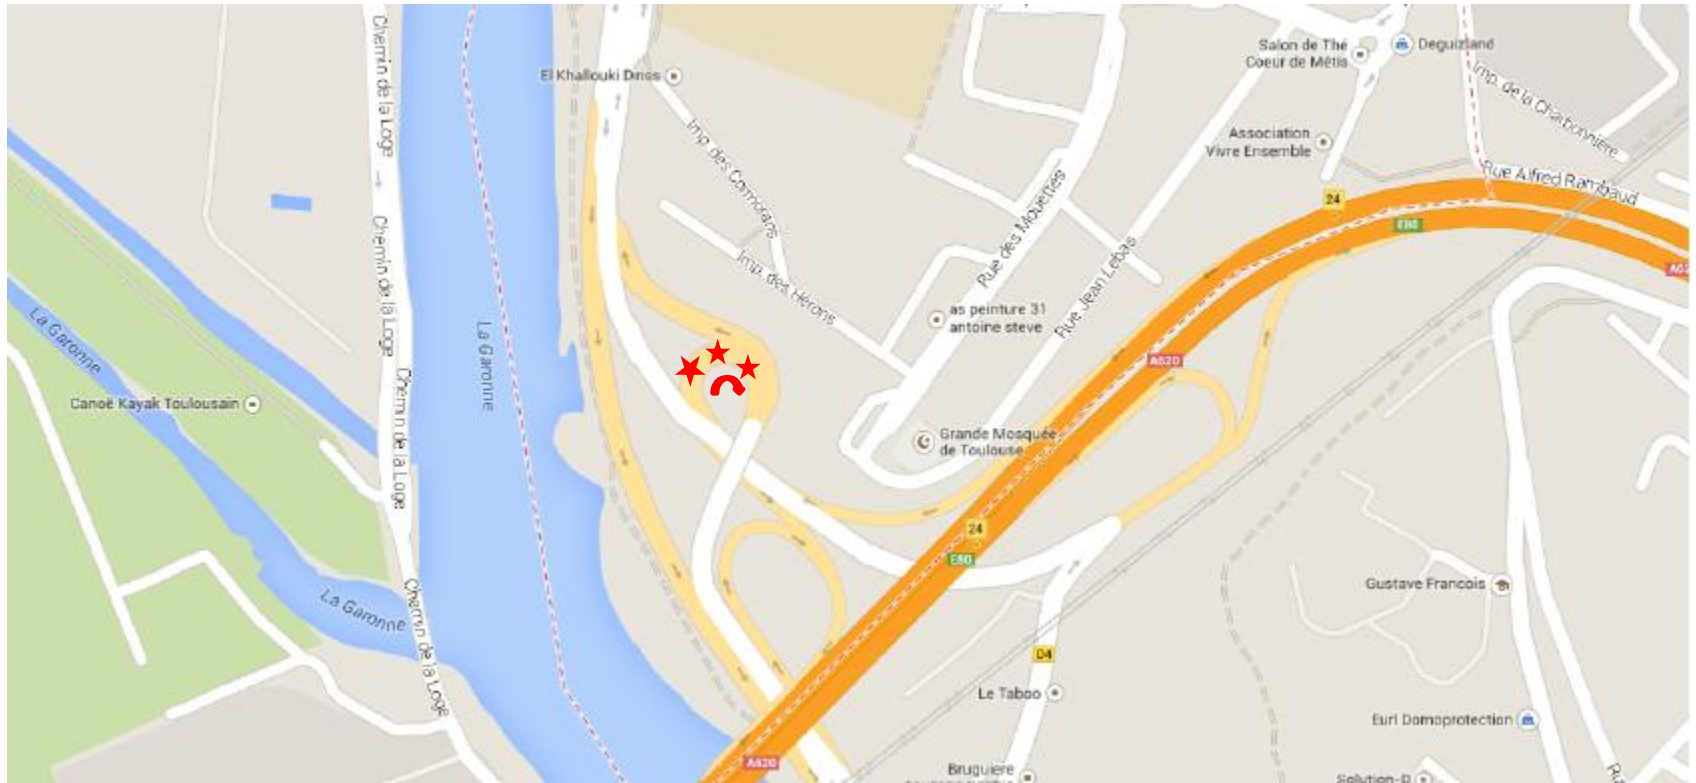 Chemin de la Loge
El Khallouki Driss
Salon de Thé
Coeur de Métis
Deguizland
Imp. de la Charbonnière
Association
Vivre Ensemble
Imp. des Cormorans
Rue Alfred Rambaud
24
E80
Chemin de la Loge
Rue des Mouettes
Imp. des Hérons
Rue Jean Lebas
as peinture 31
antoine steve
La Garonne
La Garonne
A620
Chemin de la Loge
Canoë Kayak Toulousain
Grande Mosquée
de Toulouse
24
E80
Gustave Francois
La Garonne
Chemin de la Loge
D4
Le Taboo
Eurl Domoprotection
A620
Bruguiere
Solution-D